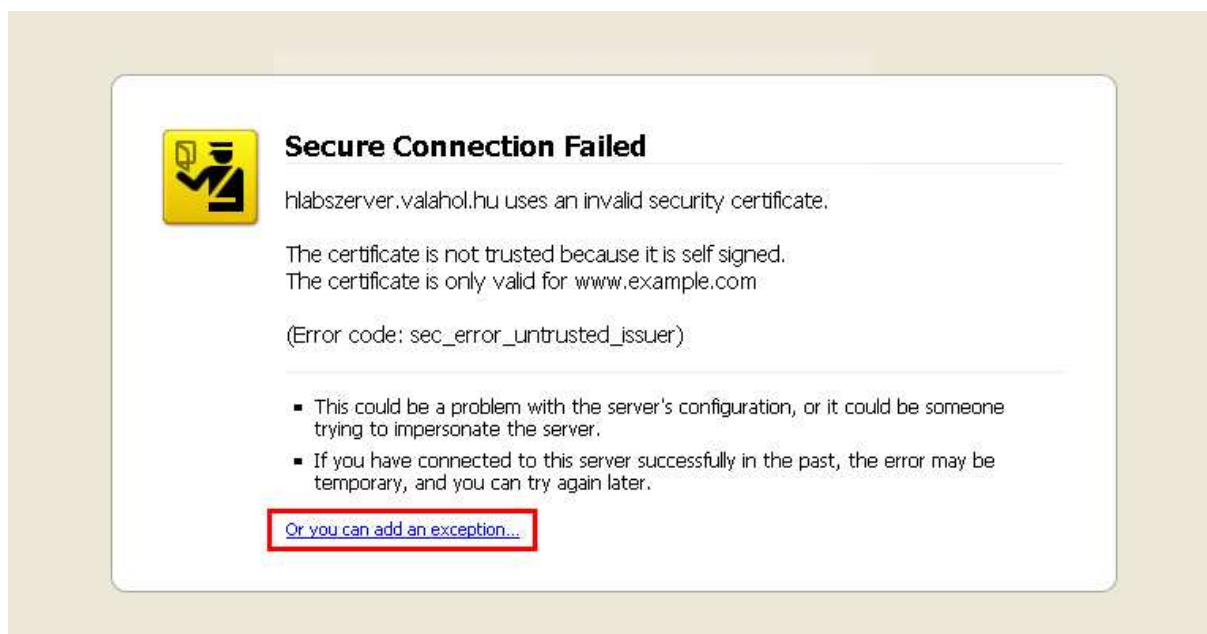 Secure Connection Failed
hlabszerver.valahol.hu uses an invalid security certificate.
The certificate is not trusted because it is self signed.
The certificate is only valid for www.example.com
(Error code: sec_error_untrusted_issuer)
▪ This could be a problem with the server's configuration, or it could be someone
trying to impersonate the server.
▪ If you have connected to this server successfully in the past, the error may be
temporary, and you can try again later.
Or you can add an exception...